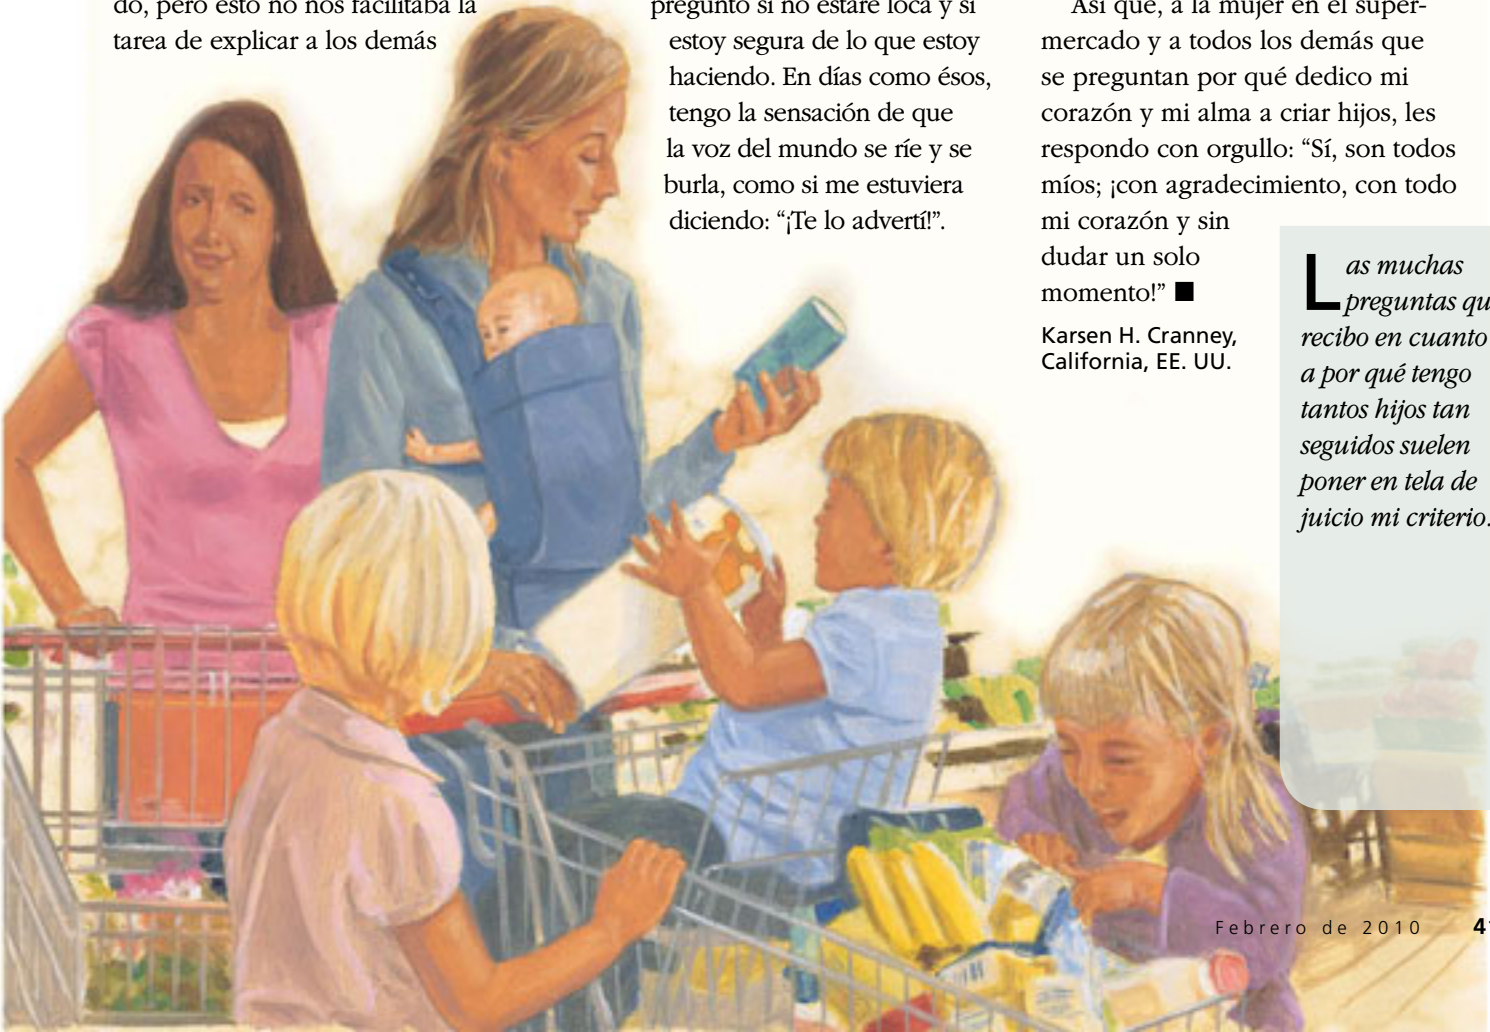 do, pero esto no nos facilitaba la
tarea de explicar a los demás
pregunto si no estaré loca y si
estoy segura de lo que estoy
haciendo. En días como ésos,
tengo la sensación de que
la voz del mundo se ríe y se
burla, como si me estuviera
diciendo: “¡Te lo advertí!”.
Así que, a la mujer en el super-
mercado y a todos los demás que
se preguntan por qué dedico mi
corazón y mi alma a criar hijos, les
respondo con orgullo: “Sí, son todos
míos; ¡con agradecimiento, con todo
mi corazón y sin
dudar un solo
momento!” ■
Karsen H. Cranney,
California, EE. UU.
Las muchas
preguntas qu
recibo en cuanto
a por qué tengo
tantos hijos tan
seguidos suelen
poner en tela de
juicio mi criterio.
Febrero de 2010